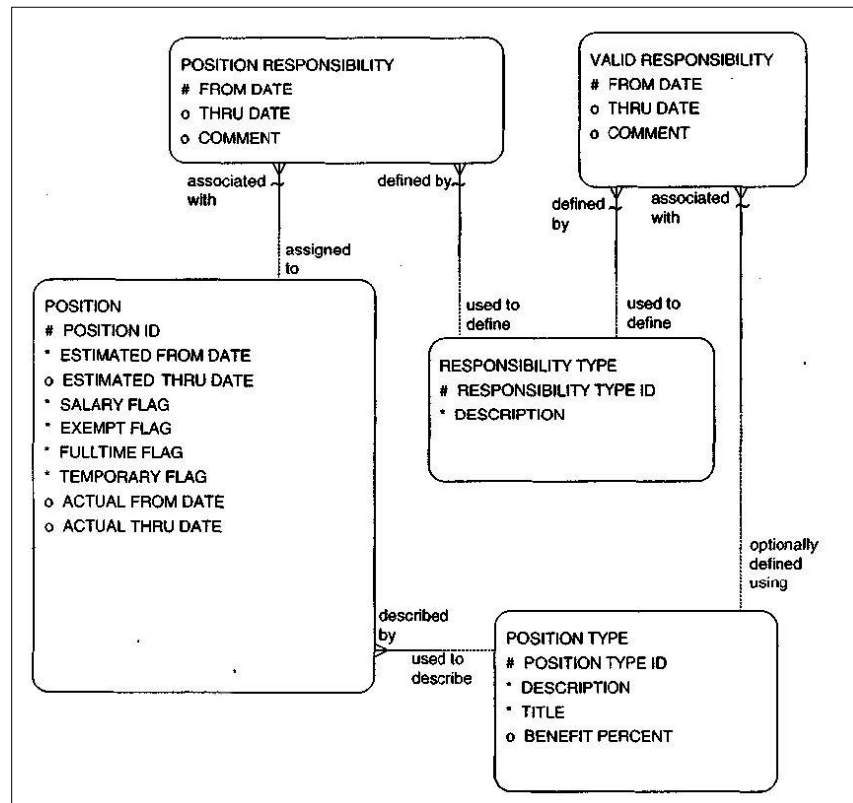 POSITION RESPONSIBILITY
# FROM DATE
o THRU DATE
o COMMENT
VALID RESPONSIBILITY
# FROM DATE
o THRU DATE
o COMMENT
associated
with
defined by
defined
by
associated
with
assigned
to
used to
define
used to
define
POSITION
# POSITION ID
* ESTIMATED FROM DATE
o ESTIMATED THRU DATE
* SALARY FLAG
* EXEMPT FLAG
* FULLTIME FLAG
* TEMPORARY FLAG
o ACTUAL FROM DATE
o ACTUAL THRU DATE
RESPONSIBILITY TYPE
# RESPONSIBILITY TYPE ID
* DESCRIPTION
optionally
defined
using
described
by
used to
describe
POSITION TYPE
# POSITION TYPE ID
* DESCRIPTION
* TITLE
o BENEFIT PERCENT